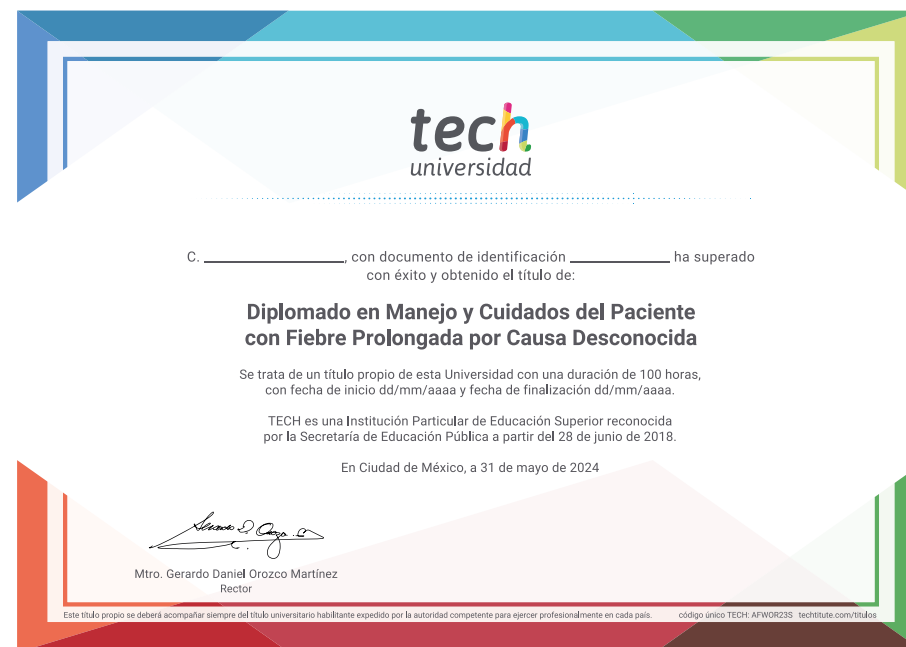 tech
universidad
C. ____________________, con documento de identificación ______________ ha superado
con éxito y obtenido el título de:
Diplomado en Manejo y Cuidados del Paciente
con Fiebre Prolongada por Causa Desconocida
Se trata de un título propio de esta Universidad con una duración de 100 horas,
con fecha de inicio dd/mm/aaaa y fecha de finalización dd/mm/aaaa.
TECH es una Institución Particular de Educación Superior reconocida
por la Secretaría de Educación Pública a partir del 28 de junio de 2018.
En Ciudad de México, a 31 de mayo de 2024
Mtro. Gerardo Daniel Orozco Martínez
Rector
Este título propio se deberá acompañar siempre del título universitario habilitante expedido por la autoridad competente para ejercer profesionalmente en cada país. código único TECH: AFWOR23S techtitute.com/titulos